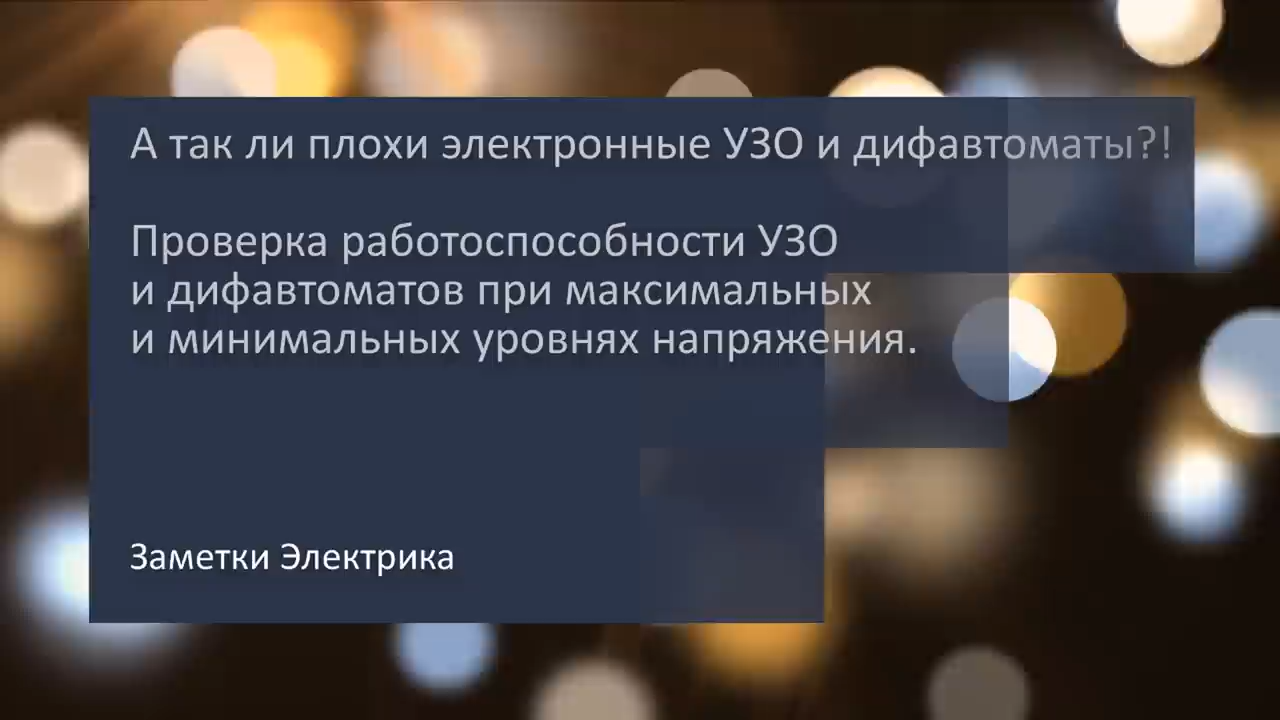 А так ли плохи электронные УЗО и дифавтоматы?!
Проверка работоспособности УЗО
и дифавтоматов при максимальных
и минимальных уровнях напряжения.
Заметки Электрика